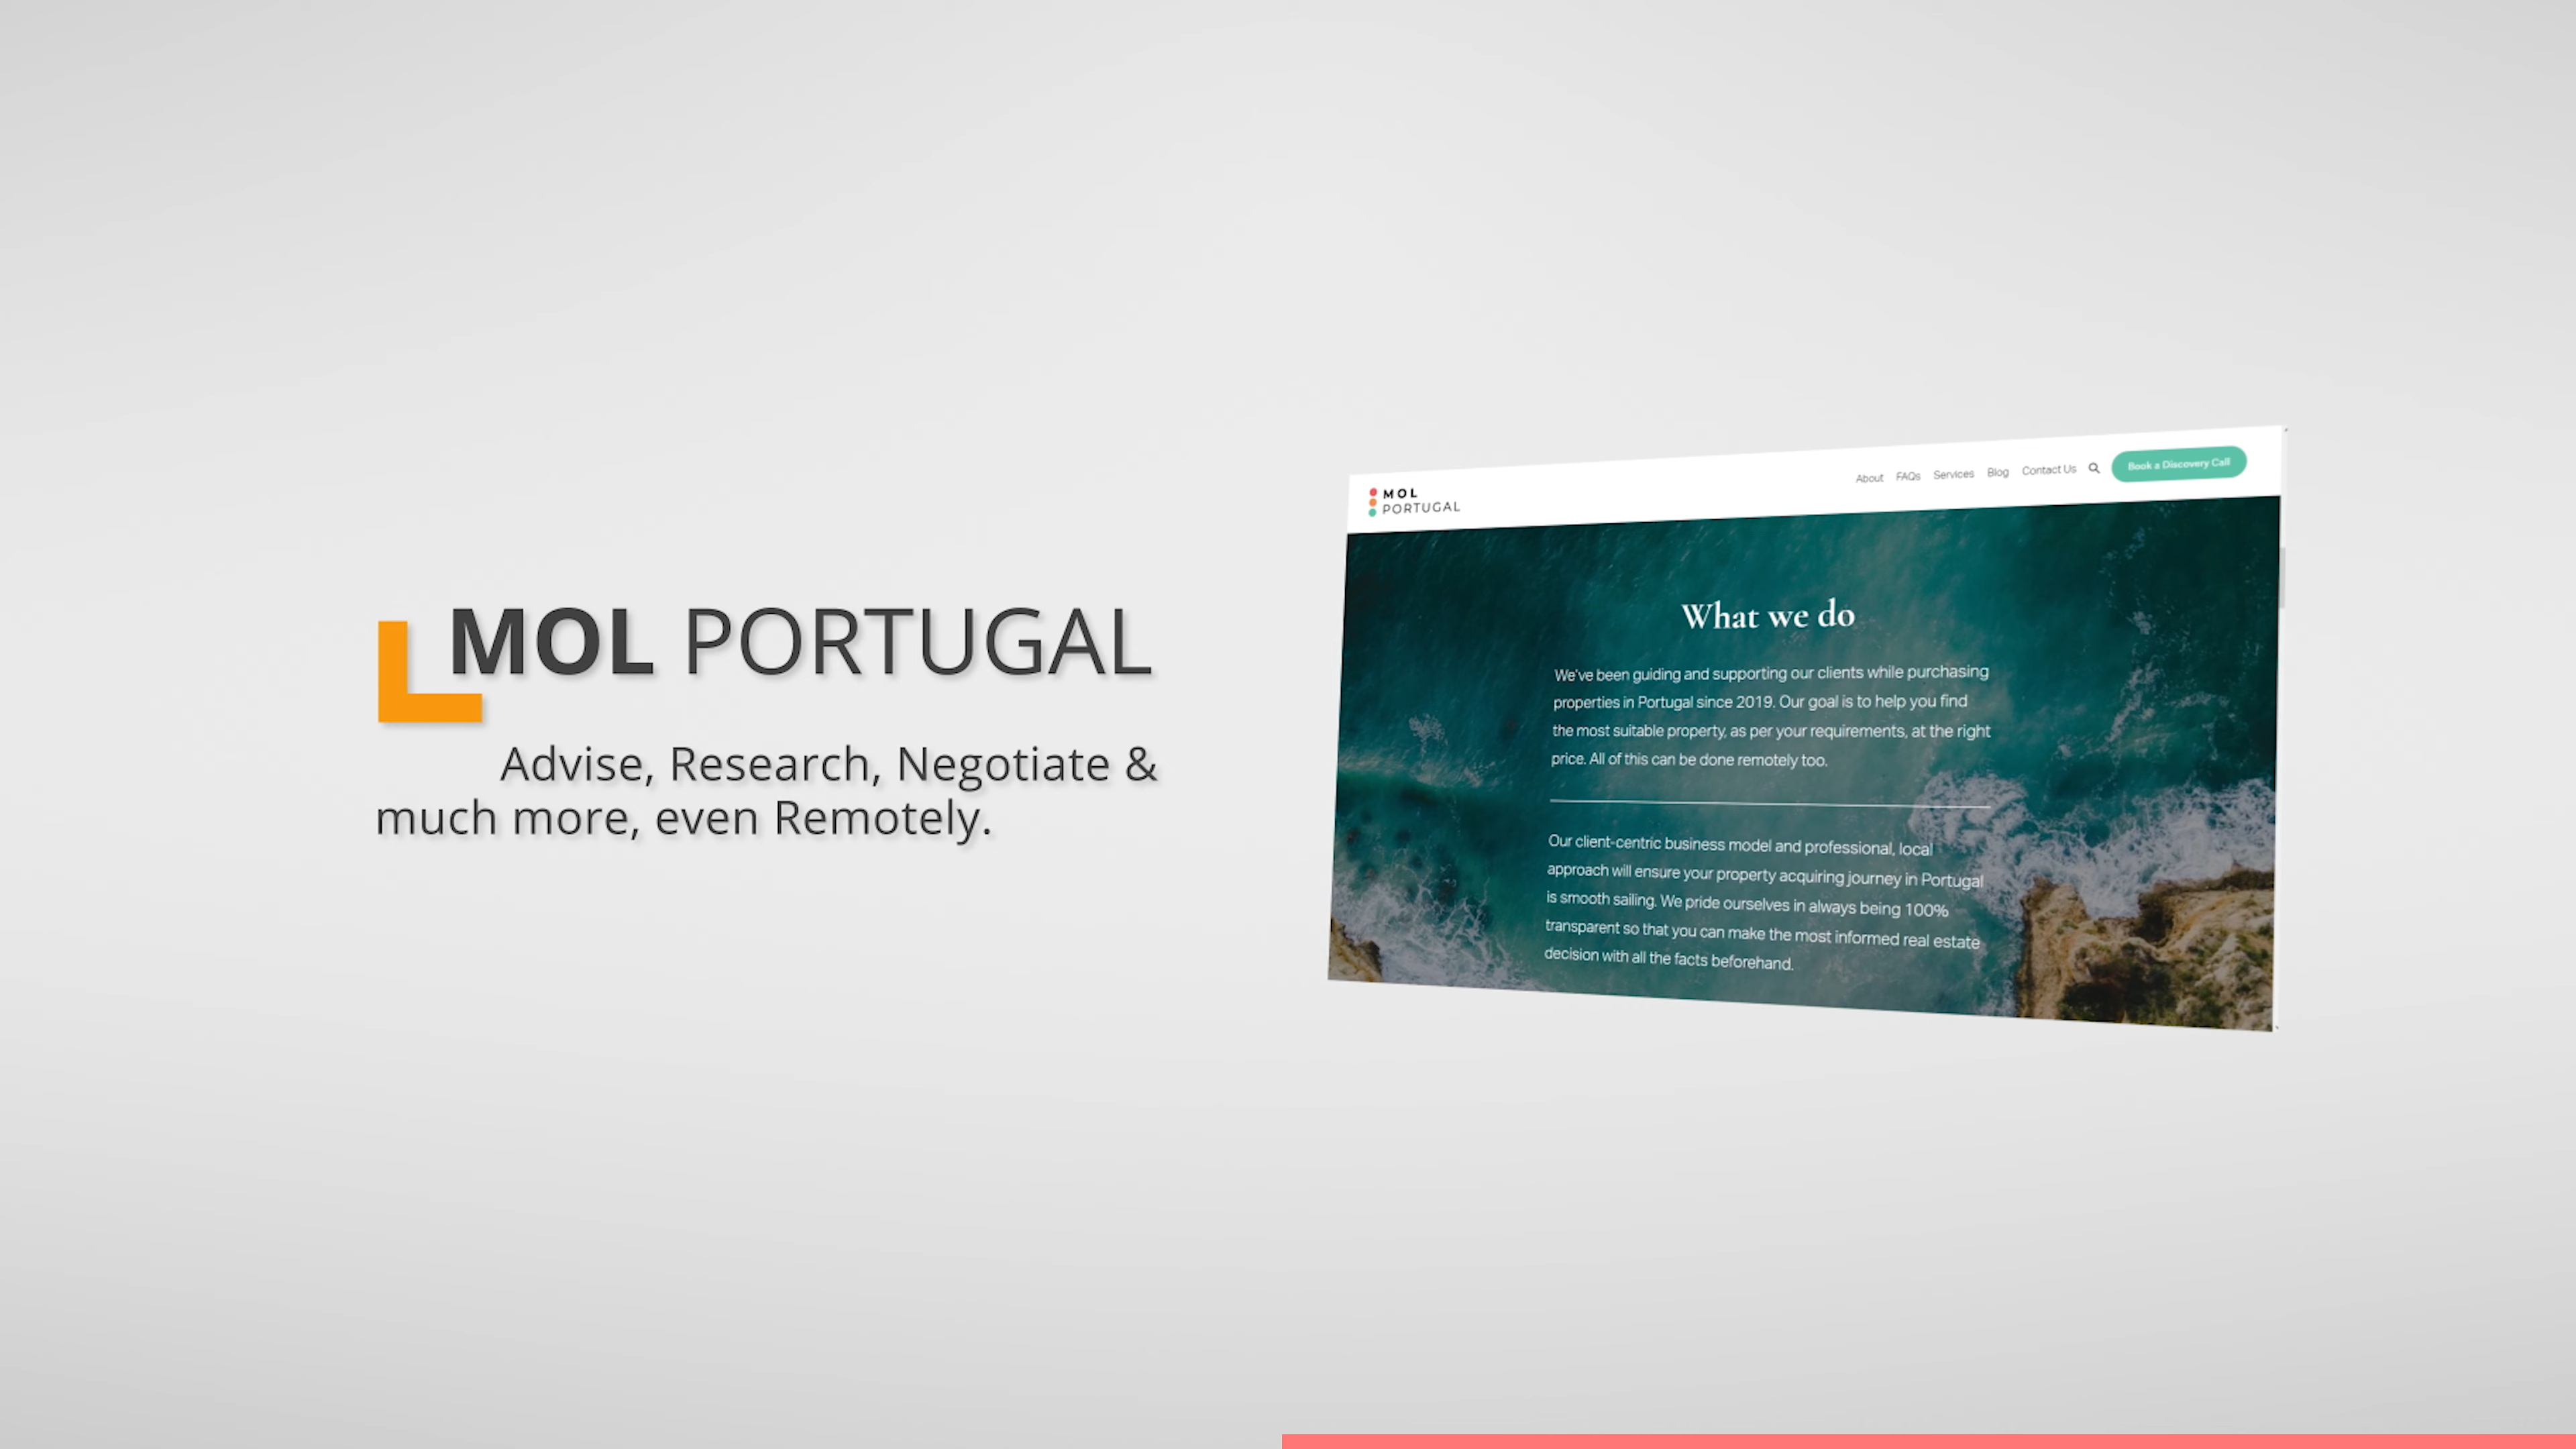 MOL PORTUGAL
Advise, Research, Negotiate &
much more, even Remotely.
MOL
PORTUGAL
About FAQs Services Blog Contact Us Book a Discovery Call
What we do
We've been guiding and supporting our clients while purchasing
properties in Portugal since 2019. Our goal is to help you find
the most suitable property, as per your requirements, at the right
price. All of this can be done remotely too.
Our client-centric business model and professional, local
approach will ensure your property acquiring journey in Portugal
is smooth sailing. We pride ourselves in always being 100%
transparent so that you can make the most informed real estate
decision with all the facts beforehand.